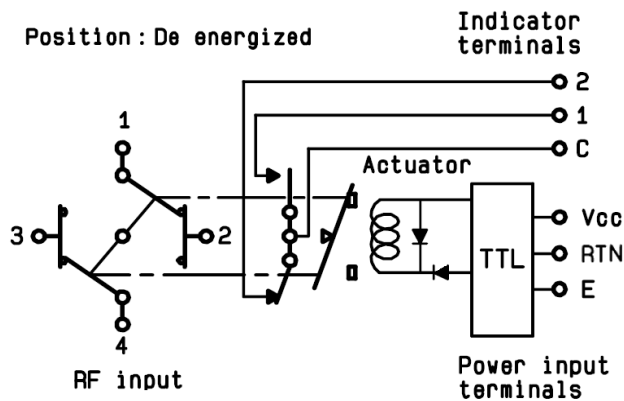 Position : De energized
Indicator
terminals
2
1
C
1
Actuator
3
2
4
TTL
Vcc
RTN
E
RF input
Power input
terminals